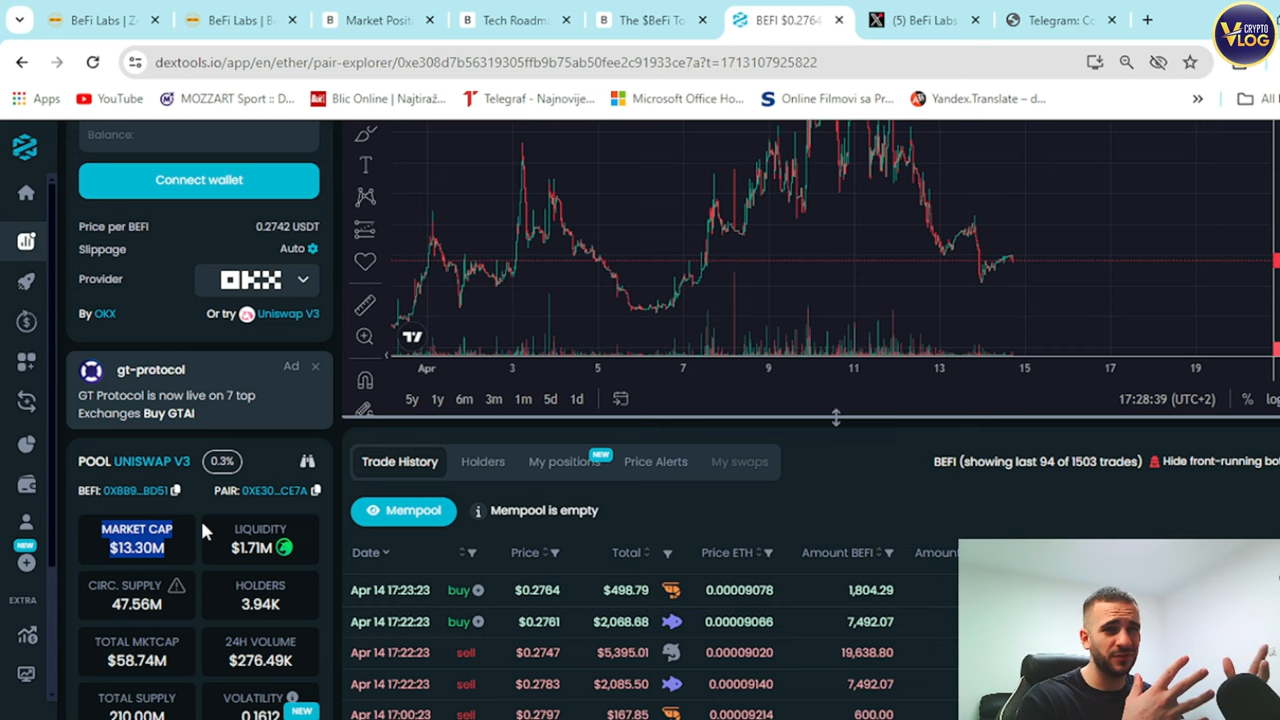 BeFi Labs | Z
BeFi Labs | B
Market Posit
Tech Roadm
The $BeFi To
BEFI $0.2764
(5) BeFi Labs
Telegram: Co
CRYPTO
VLOG
dextools.io/app/en/ether/pair-explorer/0xe308d7b56319305ffb9b75ab50fee2c91933ce7a?t=1713107925822
Apps
YouTube
MOZZART Sport :: D...
Blic Online | Najtiraž...
Telegraf - Najnovije...
Microsoft Office Ho...
Online Filmovi sa Pr...
Yandex.Translate – d...
All
Balance:
Connect wallet
Price per BEFI
0.2742 USDT
Slippage
Auto
Provider
OKX
By OKX
Or try Uniswap V3
gt-protocol
Ad
GT Protocol is now live on 7 top
Exchanges Buy GTAI
POOL UNISWAP V3
0.3%
BEFI: 0X8B9...BD51
PAIR: 0XE30...CE7A
MARKET CAP
$13.30M
LIQUIDITY
$1.71M
CIRC. SUPPLY
47.56M
HOLDERS
3.94K
TOTAL MKTCAP
$58.74M
24H VOLUME
$276.49K
TOTAL SUPPLY
210.00M
VOLATILITY
0.1612
NEW
NEW
EXTRA
Apr
3
5
7
9
11
13
15
17
19
5y
1y
6m
3m
1m
5d
1d
17:28:39 (UTC+2)
%
log
Trade History
Holders
My positions
NEW
Price Alerts
My swaps
BEFI (showing last 94 of 1503 trades)
Hide front-running bot
Mempool
Mempool is empty
Date
Price
Total
Price ETH
Amount BEFI
Amoun
Apr 14 17:23:23 buy $0.2764 $498.79 0.00009078 1,804.29
Apr 14 17:22:23 buy $0.2761 $2,068.68 0.00009066 7,492.07
Apr 14 17:22:23 sell $0.2747 $5,395.01 0.00009020 19,638.80
Apr 14 17:22:23 sell $0.2783 $2,085.50 0.00009140 7,492.07
Apr 14 17:00:23 sell $0.2797 $167.85 0.00009214 600.00